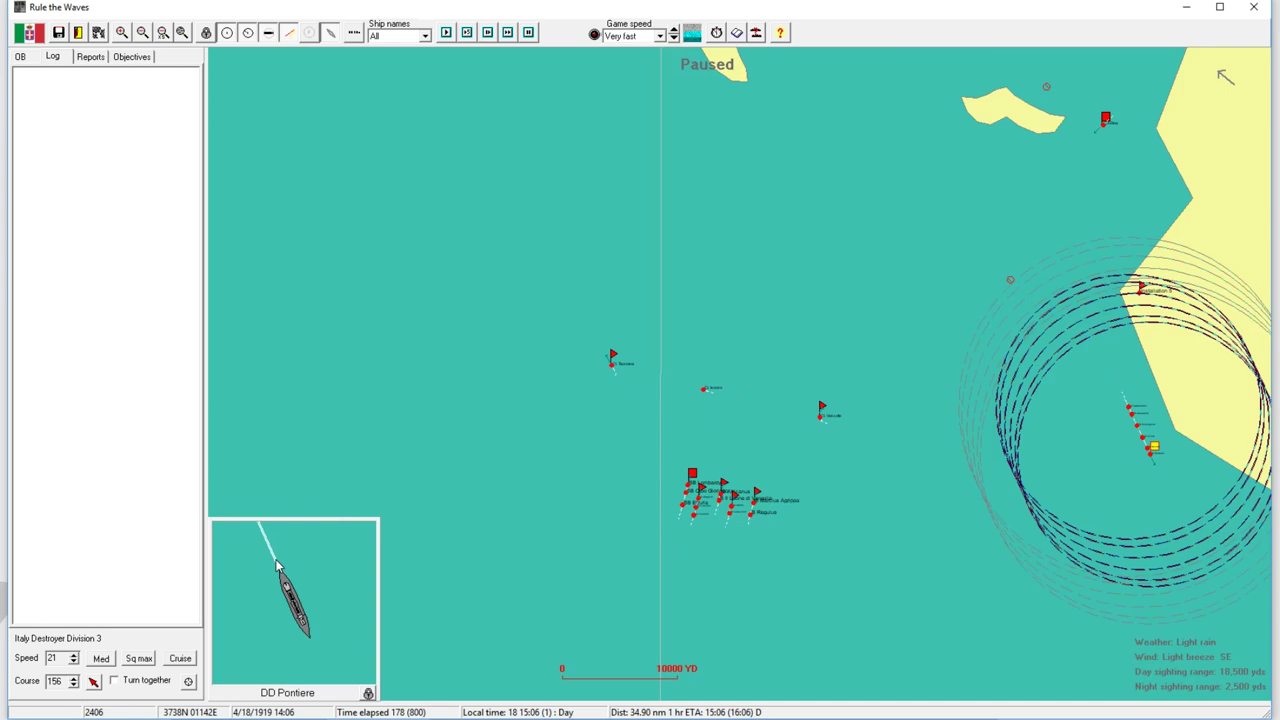 Rule the Waves
Ship names
All
Game speed
Very fast
OB
Log
Reports
Objectives
Paused
Italy Destroyer Division 3
Speed 21 Med Sq max Cruise
Course 156 Turn together
DD Pontiere
0 10000 YD
Weather: Light rain
Wind: Light breeze SE
Day sighting range: 18,500 yds
Night sighting range: 2,500 yds
2406
3738N 01142E
4/18/1919 14:06
Time elapsed 178 (800)
Local time: 18 15:06 (1) : Day
Dist: 34.90 nm 1 hr ETA: 15:06 (16:06) D